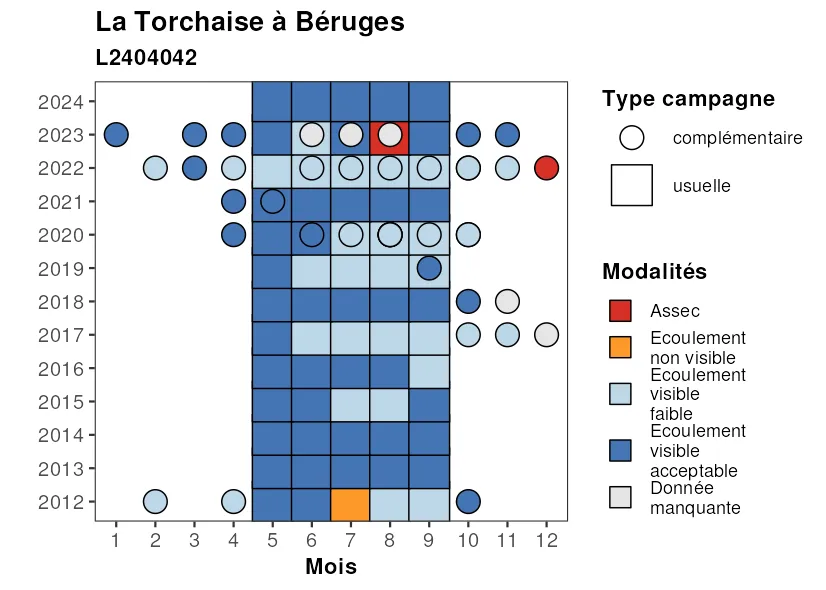 La Torchaise à Béruges
L2404042
2024
2023
2022
2021
2020
2019
2018
2017
2016
2015
2014
2013
2012
1 2 3 4 5 6 7 8 9 10 11 12
Mois
Type campagne
complémentaire
usuelle
Modalités
Assec
Ecoulement
non visible
Ecoulement
visible
faible
Ecoulement
visible
acceptable
Donnée
manquante